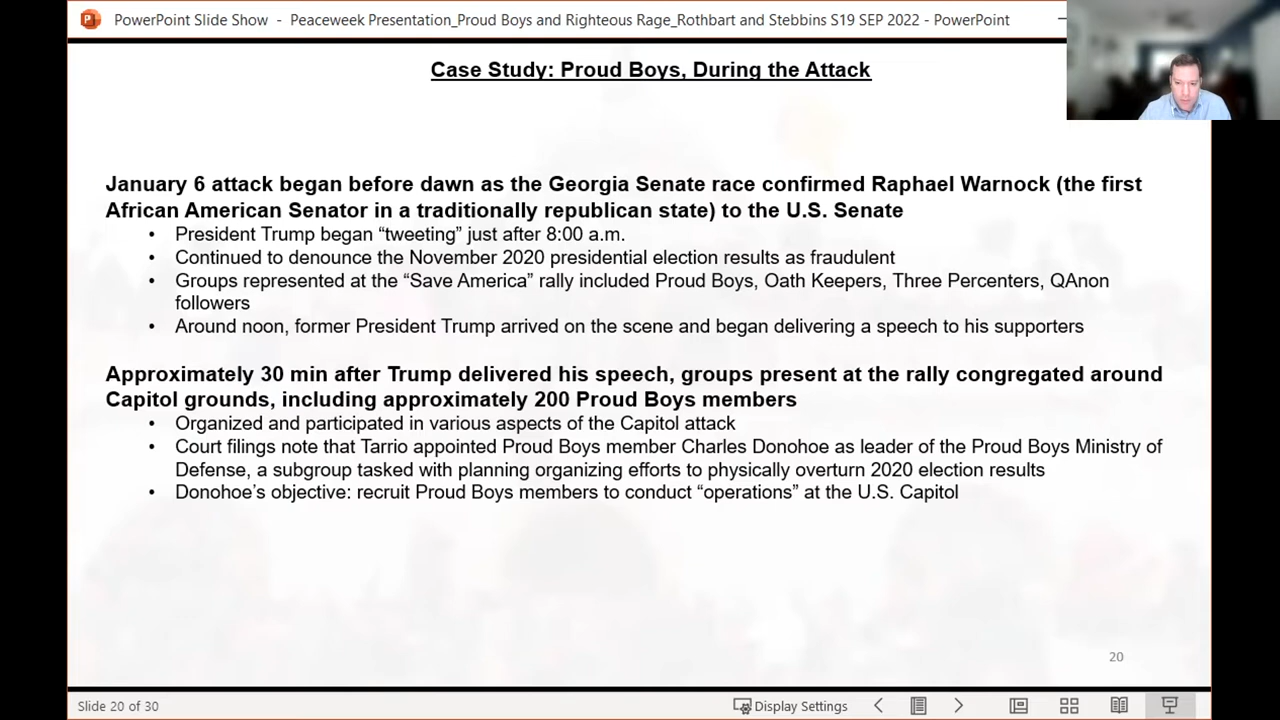 PowerPoint Slide Show - Peaceweek Presentation_Proud Boys and Righteous Rage_Rothbart and Stebbins S19 SEP 2022 - PowerPoint
Case Study: Proud Boys, During the Attack
January 6 attack began before dawn as the Georgia Senate race confirmed Raphael Warnock (the first
African American Senator in a traditionally republican state) to the U.S. Senate
• President Trump began “tweeting” just after 8:00 a.m.
• Continued to denounce the November 2020 presidential election results as fraudulent
• Groups represented at the “Save America” rally included Proud Boys, Oath Keepers, Three Percenters, QAnon
followers
• Around noon, former President Trump arrived on the scene and began delivering a speech to his supporters
Approximately 30 min after Trump delivered his speech, groups present at the rally congregated around
Capitol grounds, including approximately 200 Proud Boys members
• Organized and participated in various aspects of the Capitol attack
• Court filings note that Tarrio appointed Proud Boys member Charles Donohoe as leader of the Proud Boys Ministry of
Defense, a subgroup tasked with planning organizing efforts to physically overturn 2020 election results
• Donohoe’s objective: recruit Proud Boys members to conduct “operations” at the U.S. Capitol
20
Slide 20 of 30
Display Settings